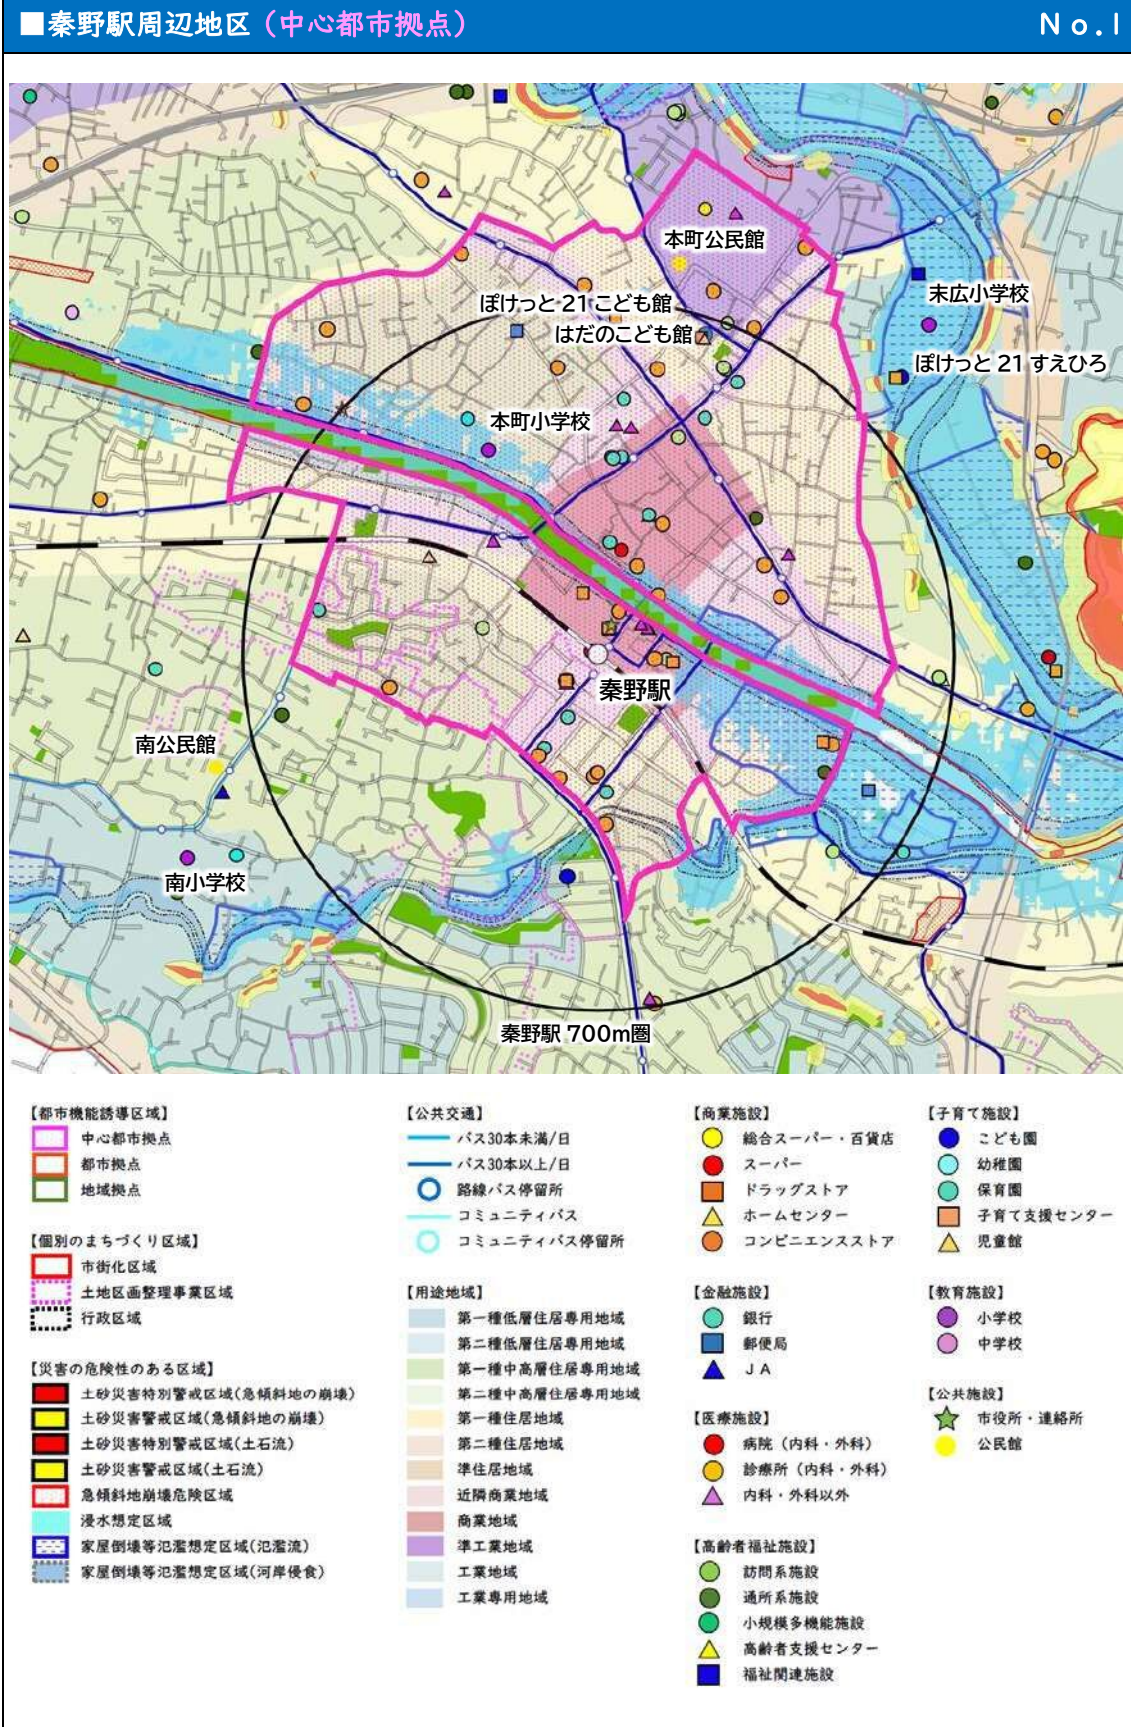 ■秦野駅周辺地区（中心都市拠点） No.1
本町公民館
末広小学校
ぽけっと21こども館
はだのこども館
ぽけっと21すえひろ
本町小学校
秦野駅
南公民館
南小学校
秦野駅700m圏
【都市機能誘導区域】
中心都市拠点
都市拠点
地域拠点
【個別のまちづくり区域】
市街化区域
土地区画整理事業区域
行政区域
【災害の危険性のある区域】
土砂災害特別警戒区域(急傾斜地の崩壊)
土砂災害警戒区域(急傾斜地の崩壊)
土砂災害特別警戒区域(土石流)
土砂災害警戒区域(土石流)
急傾斜地崩壊危険区域
浸水想定区域
家屋倒壊等氾濫想定区域(氾濫流)
家屋倒壊等氾濫想定区域(河岸侵食)
【公共交通】
バス30本未満/日
バス30本以上/日
路線バス停留所
コミュニティバス
コミュニティバス停留所
【用途地域】
第一種低層住居専用地域
第二種低層住居専用地域
第一種中高層住居専用地域
第二種中高層住居専用地域
第一種住居地域
第二種住居地域
準住居地域
近隣商業地域
商業地域
準工業地域
工業地域
工業専用地域
【商業施設】
総合スーパー・百貨店
スーパー
ドラッグストア
ホームセンター
コンビニエンスストア
【金融施設】
銀行
郵便局
JA
【医療施設】
病院（内科・外科）
診療所（内科・外科）
内科・外科以外
【高齢者福祉施設】
訪問系施設
通所系施設
小規模多機能施設
高齢者支援センター
福祉関連施設
【子育て施設】
こども園
幼稚園
保育園
子育て支援センター
児童館
【教育施設】
小学校
中学校
【公共施設】
市役所・連絡所
公民館